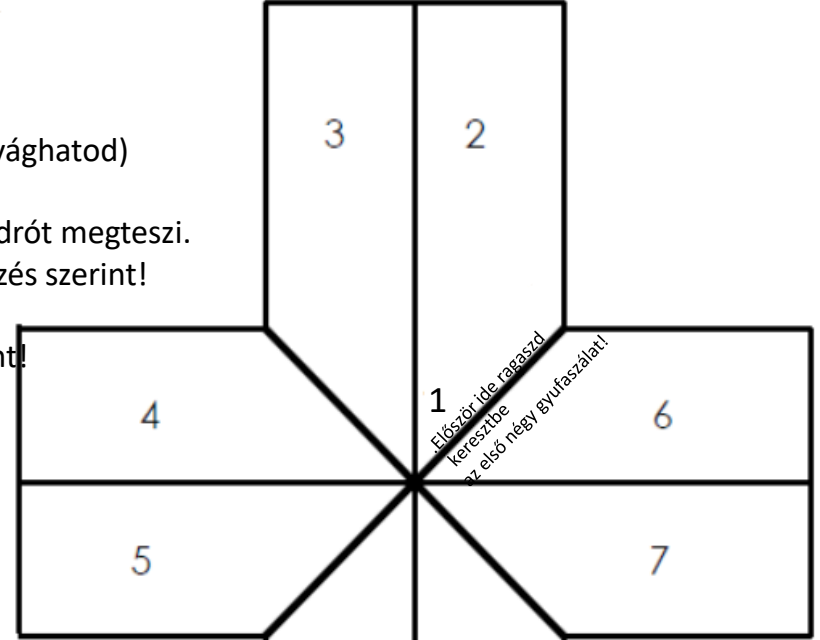 3
2
vághatod)
drót megteszi.
zés szerint!
nt!
4
1
.Először ide ragaszd
keresztbe
az első négy gyufaszálat!
6
5
7